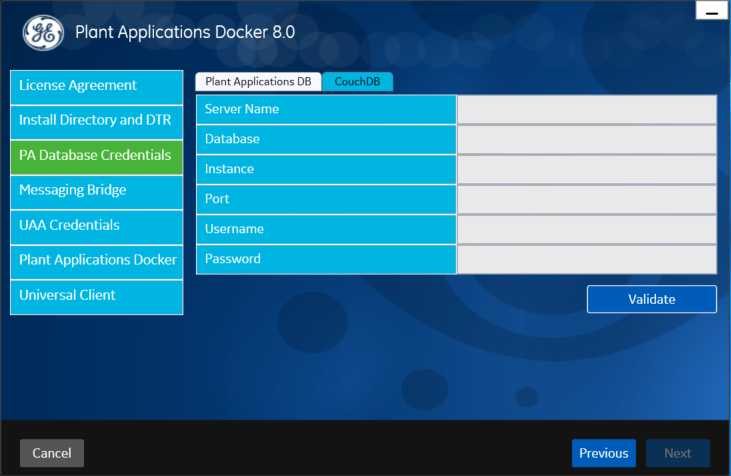 Plant Applications Docker 8.0
License Agreement
Install Directory and DTR
PA Database Credentials
Messaging Bridge
UAA Credentials
Plant Applications Docker
Universal Client
Plant Applications DB
CouchDB
Server Name
Database
Instance
Port
Username
Password
Validate
Cancel
Previous
Next